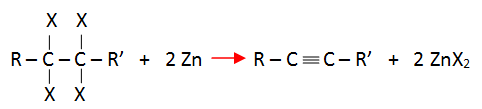 X X
R – C – C – R’ + 2 Zn → R – C ≡ C – R’ + 2 ZnX₂
X X